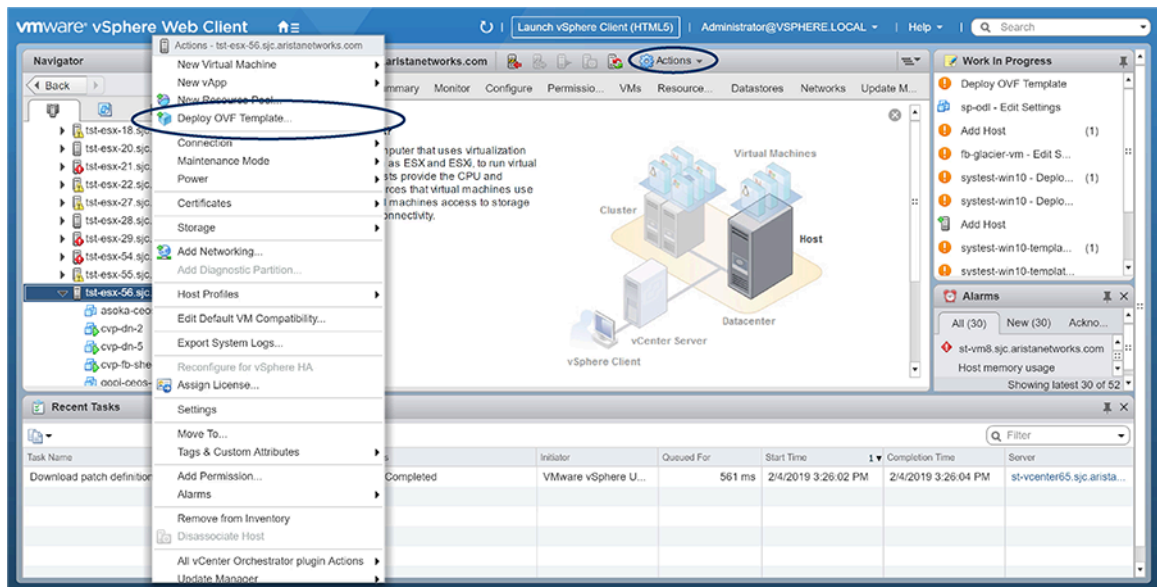 vmware vSphere Web Client
Launch vSphere Client (HTML5) | Administrator@VSPHERE.LOCAL | Help | Search
Navigator
Back
tst-esx-18.sjc
tst-esx-20.sjc.
tst-esx-21.sjc.
tst-esx-22.sjc
tst-esx-27.sjc.
tst-esx-28.sjc.
tst-esx-29.sjc.
tst-esx-54.sjc.
tst-esx-55.sjc.
tst-esx-56.sjc.
asoka-ceo
cvp-dn-2
cvp-dn-5
cvp-fb-she
gool-ceos-
Actions - tst-esx-56.sjc.aristanetworks.com
New Virtual Machine
New vApp
New Resource Pool...
Deploy OVF Template...
Connection
Maintenance Mode
Power
Certificates
Storage
Add Networking...
Add Diagnostic Partition...
Host Profiles
Edit Default VM Compatibility...
Export System Logs...
Reconfigure for vSphere HA
Assign License...
Settings
Move To...
Tags & Custom Attributes
Add Permission...
Alarms
Remove from Inventory
Disassociate Host
All vCenter Orchestrator plugin Actions
Update Manager
aristanetworks.com Actions
mmary Monitor Configure Permissio... VMs Resource... Datastores Networks Update M...
nputer that uses virtualization
as ESX and ESXi, to run virtual
sts provide the CPU and
rces that virtual machines use
l machines access to storage
onnectivity.
Virtual Machines
Cluster
Host
Datacenter
vCenter Server
vSphere Client
Work In Progress
Deploy OVF Template
sp-odl - Edit Settings
Add Host (1)
fb-glacier-vm - Edit S...
systest-win10 - Deplo... (1)
systest-win10 - Deplo...
Add Host
systest-win10-templa... (1)
systest-win10-templat...
Alarms
All (30) New (30) Ackno...
st-vm8.sjc.aristanetworks.com
Host memory usage
Showing latest 30 of 52
Recent Tasks
Filter
Task Name s Initiator Queued For Start Time 1 Completion Time Server
Download patch definition Completed VMware vSphere U... 561 ms 2/4/2019 3:26:02 PM 2/4/2019 3:26:04 PM st-vcenter65.sjc.arista...